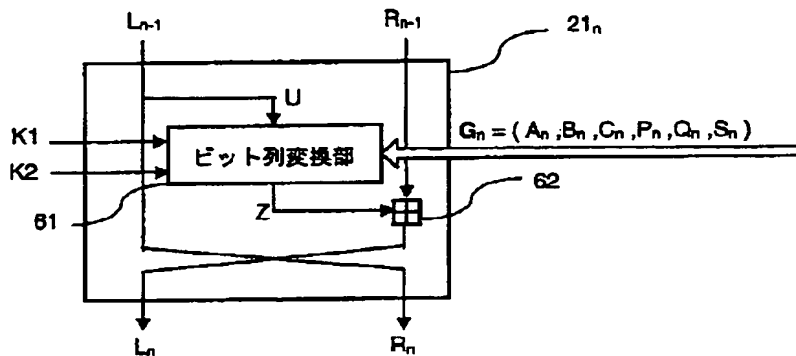 Lₙ₋₁
Rₙ₋₁
21ₙ
U
K1
K2
ビット列変換部
Gₙ = ( Aₙ ,Bₙ ,Cₙ ,Pₙ ,Qₙ ,Sₙ )
61
Z
62
Lₙ
Rₙ